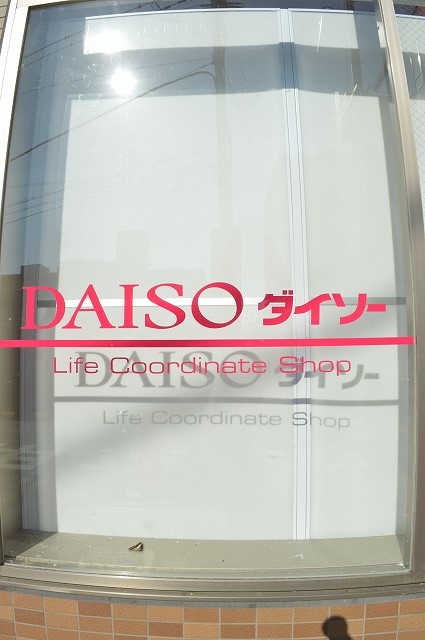 DAISO ダイソー
Life Coordinate Shop